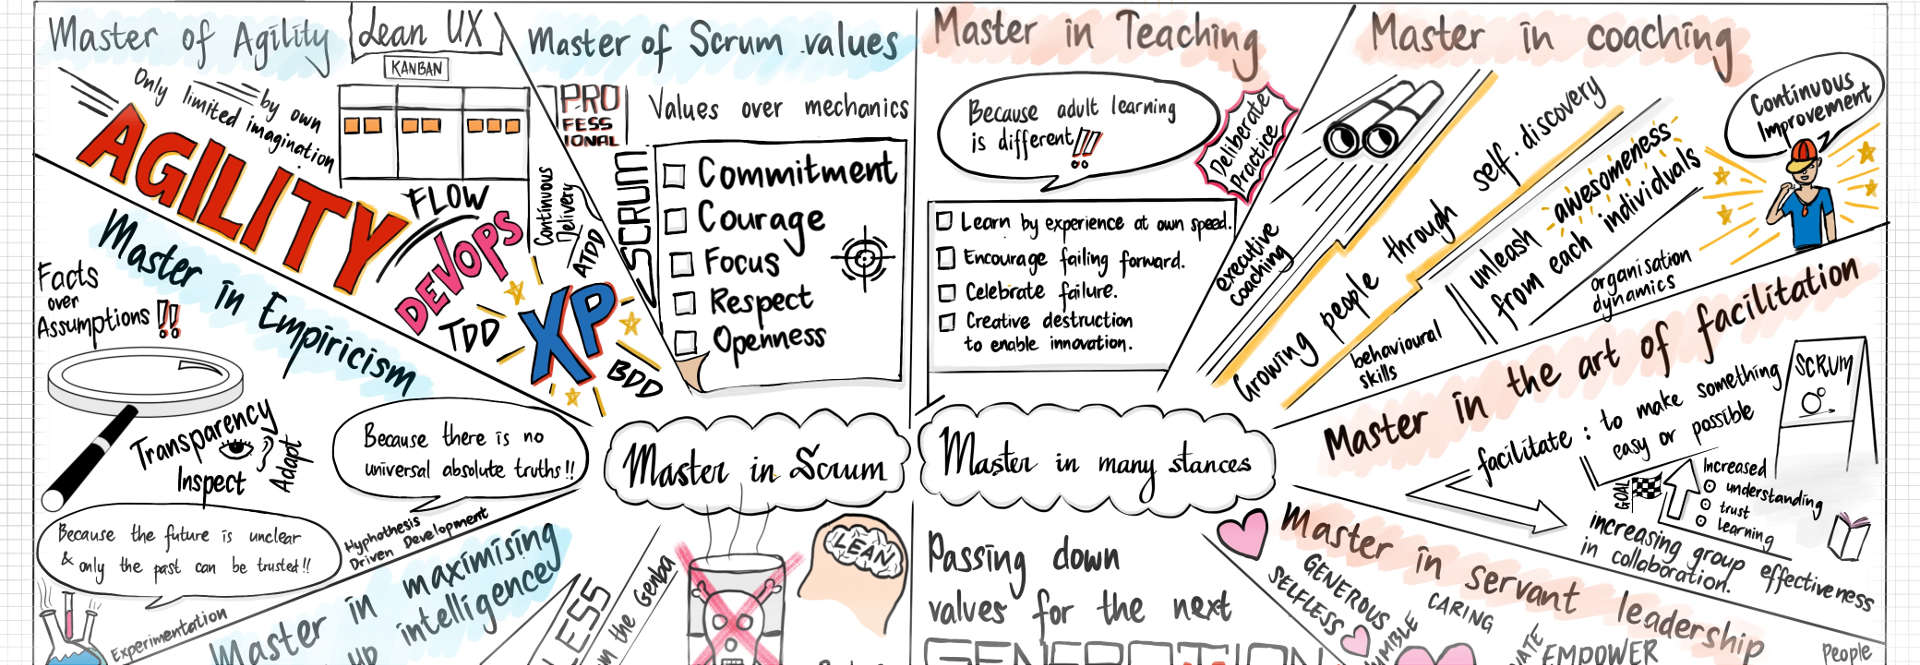 Master of Agility
Only limited by own imagination
AGILITY
Lean UX
KANBAN
FLOW
DEVOPS
Continuous
Delivery
ATDD
TDD
XP
BDD
Master of Scrum values
PRO
FESS
IONAL
SCRUM
Values over mechanics
Commitment
Courage
Focus
Respect
Openness
Master in Empiricism
Facts
over
Assumptions !!
Transparency
Inspect
Adapt
Because there is no
universal absolute truths!!
Because the future is unclear
& only the past can be trusted!!
Hyphothesis
Driven Development
Experimentation
Master in maximising
intelligence
Master in Scrum
the Genba
LEAN
Master in Teaching
Because adult learning
is different!!!
Deliberate
Practice
Learn by experience at own speed.
Encourage failing forward.
Celebrate failure.
Creative destruction
to enable innovation.
Master in coaching
executive
coaching
Growing people through self.discovery
behavioural
skills
unleash awesomeness
from each individuals
organisation
dynamics
Continuous
Improvement
Master in the art of facilitation
facilitate : to make something
easy or possible
SCRUM
GOAL
Increased
understanding
trust
learning
increasing group effectiveness
in collaboration.
Master in many stances
Passing down
values for the next
Master in servant leadership
GENEROUS
SELFLESS
CARING
EMPOWER
People